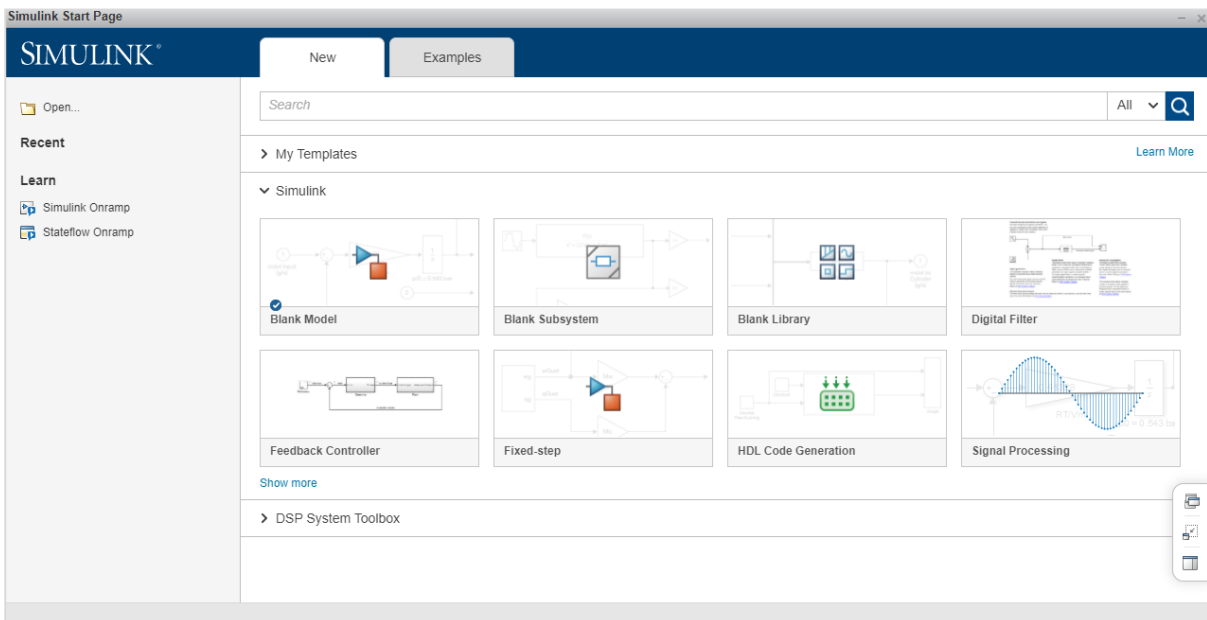 Simulink Start Page
SIMULINK®
New
Examples
Open...
Recent
Learn
Simulink Onramp
Stateflow Onramp
Search
All
My Templates
Learn More
Simulink
Blank Model
Blank Subsystem
Blank Library
Digital Filter
Feedback Controller
Fixed-step
HDL Code Generation
Signal Processing
Show more
DSP System Toolbox